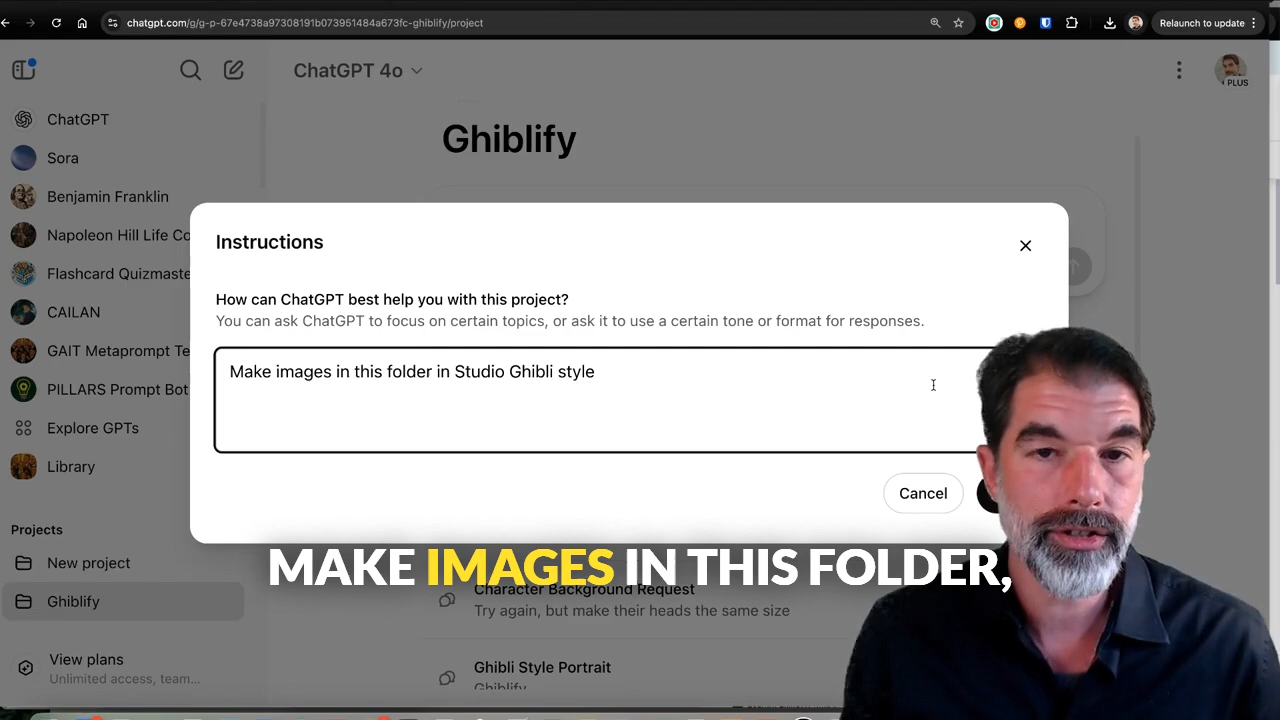 chatgpt.com/g/g-p-67e4738a97308191b073951484a673fc-ghiblify/project
Relaunch to update
ChatGPT 4o
PLUS
ChatGPT
Sora
Benjamin Franklin
Napoleon Hill Life Co
Flashcard Quizmaste
CAILAN
GAIT Metaprompt Te
PILLARS Prompt Bot
Explore GPTs
Library
Projects
New project
Ghiblify
View plans
Unlimited access, team...
Ghiblify
Instructions
How can ChatGPT best help you with this project?
You can ask ChatGPT to focus on certain topics, or ask it to use a certain tone or format for responses.
Make images in this folder in Studio Ghibli style
Cancel
MAKE IMAGES IN THIS FOLDER,
Character Background Request
Try again, but make their heads the same size
Ghibli Style Portrait
Ghiblify